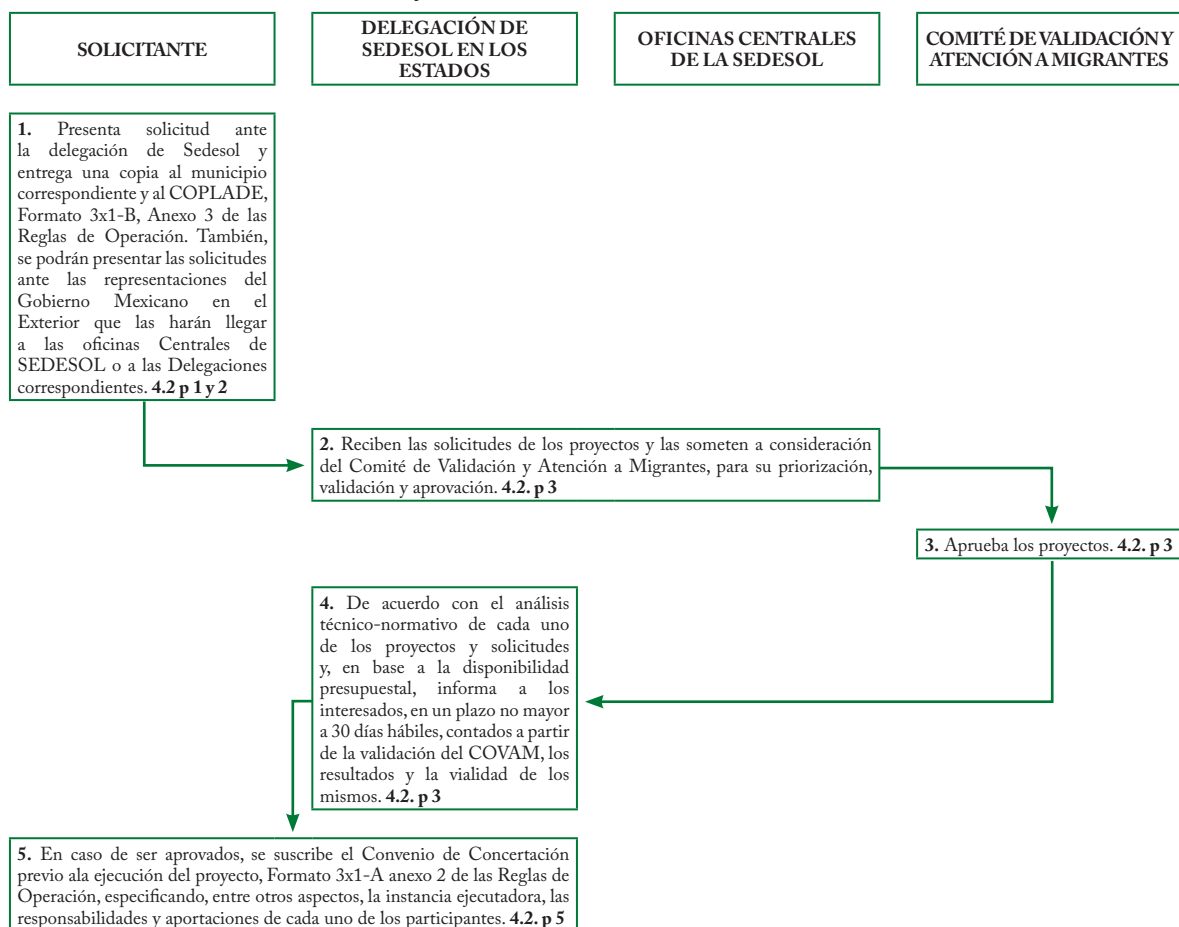 SOLICITANTE
DELEGACIÓN DE
SEDESOL EN LOS
ESTADOS
OFICINAS CENTRALES
DE LA SEDESOL
COMITÉ DE VALIDACIÓN Y
ATENCIÓN A MIGRANTES
1. Presenta solicitud ante
la delegación de Sedesol y
entrega una copia al municipio
correspondiente y al COPLADE,
Formato 3x1-B, Anexo 3 de las
Reglas de Operación. También,
se podrán presentar las solicitudes
ante las representaciones del
Gobierno Mexicano en el
Exterior que las harán llegar
a las oficinas Centrales de
SEDESOL o a las Delegaciones
correspondientes. 4.2 p 1 y 2
2. Reciben las solicitudes de los proyectos y las someten a consideración
del Comité de Validación y Atención a Migrantes, para su priorización,
validación y aprovación. 4.2. p 3
3. Aprueba los proyectos. 4.2. p 3
4. De acuerdo con el análisis
técnico-normativo de cada uno
de los proyectos y solicitudes
y, en base a la disponibilidad
presupuestal, informa a los
interesados, en un plazo no mayor
a 30 días hábiles, contados a partir
de la validación del COVAM, los
resultados y la vialidad de los
mismos. 4.2. p 3
5. En caso de ser aprovados, se suscribe el Convenio de Concertación
previo ala ejecución del proyecto, Formato 3x1-A anexo 2 de las Reglas de
Operación, especificando, entre otros aspectos, la instancia ejecutadora, las
responsabilidades y aportaciones de cada uno de los participantes. 4.2. p 5